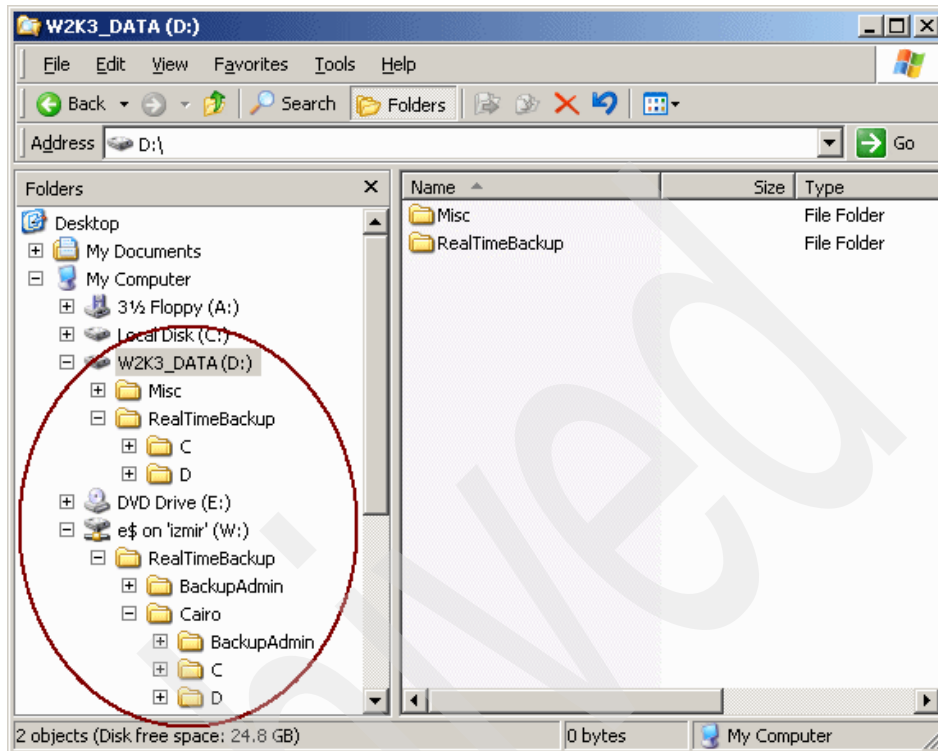 W2K3_DATA (D:)
File Edit View Favorites Tools Help
Back Search Folders
Address D:\ Go
Folders
Desktop
My Documents
My Computer
3½ Floppy (A:)
Local Disk (C:)
W2K3_DATA (D:)
Misc
RealTimeBackup
C
D
DVD Drive (E:)
e$ on 'izmir' (W:)
RealTimeBackup
BackupAdmin
Cairo
BackupAdmin
C
D
Name Size Type
Misc File Folder
RealTimeBackup File Folder
2 objects (Disk free space: 24.8 GB) 0 bytes My Computer